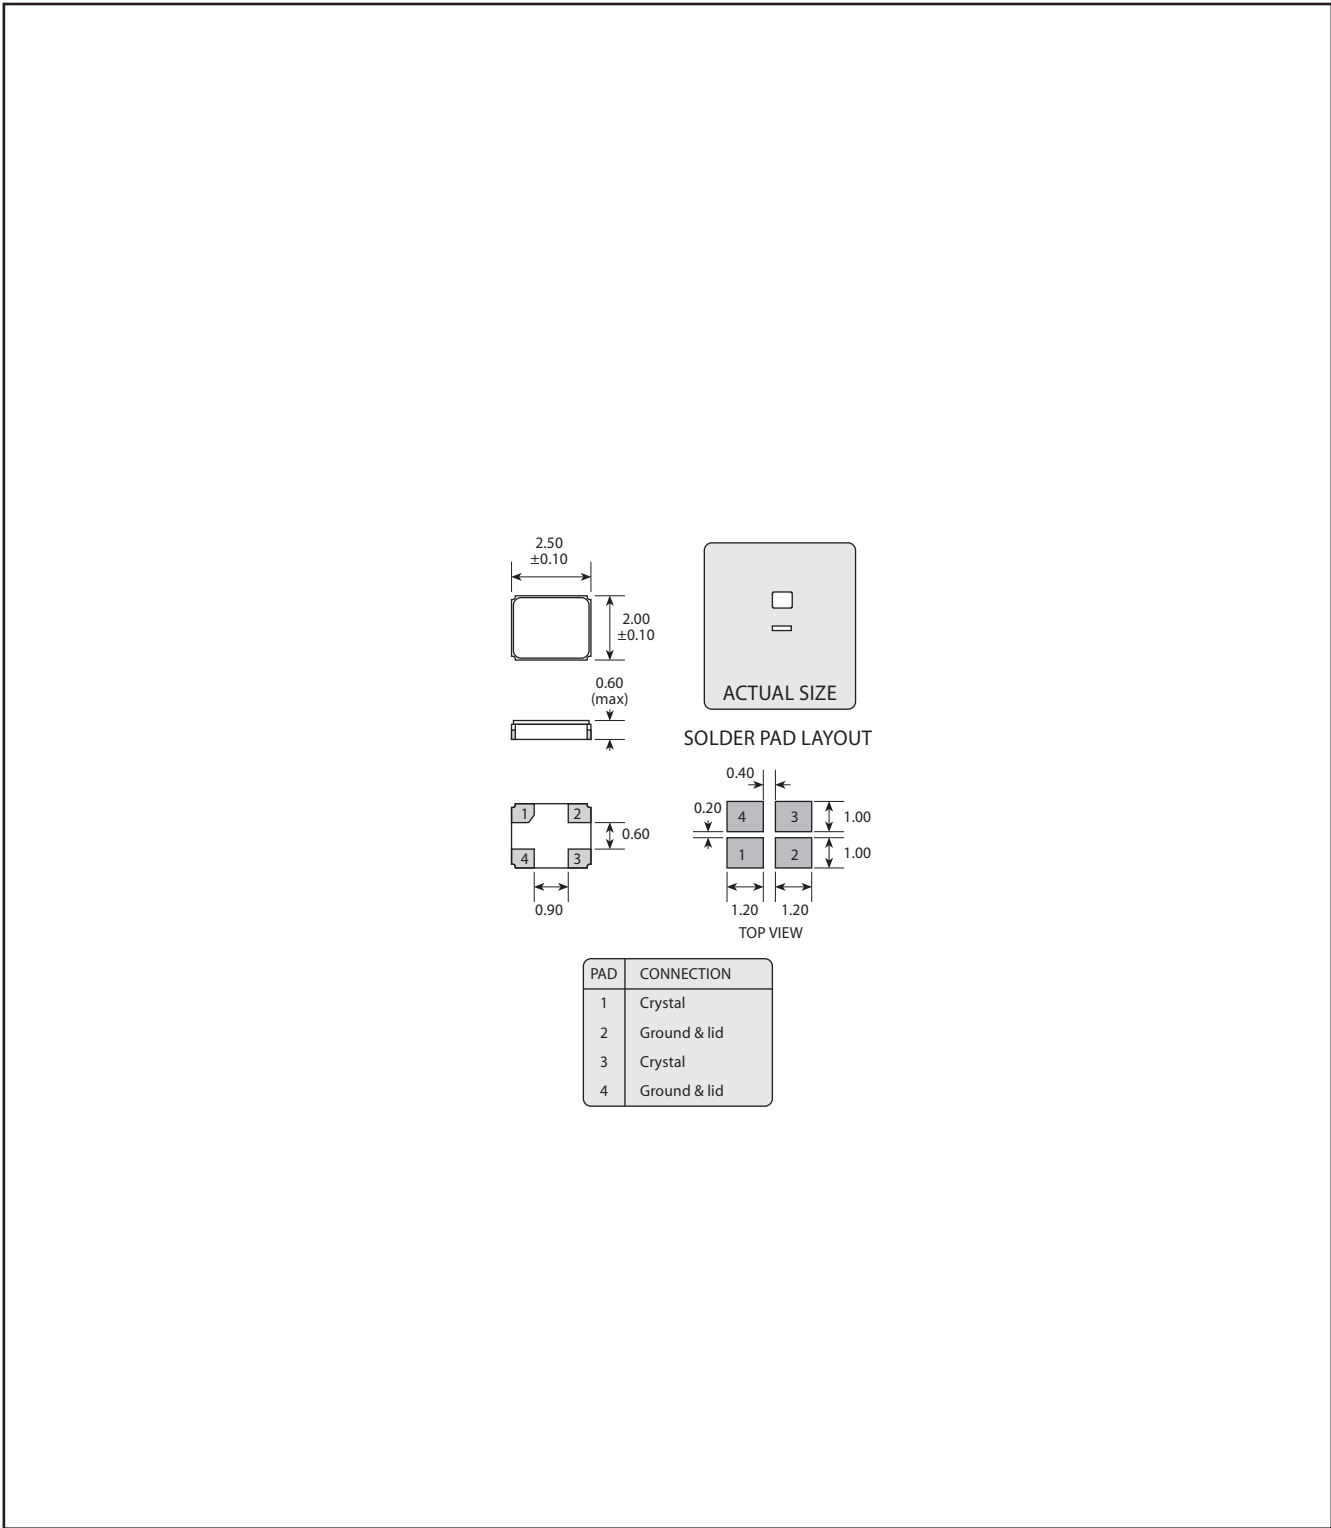 2.50
±0.10
2.00
±0.10
0.60
(max)
ACTUAL SIZE
SOLDER PAD LAYOUT
1 2
4 3
0.60
0.90
0.40
0.20
4 3
1 2
1.00
1.00
1.20 1.20
TOP VIEW
PAD CONNECTION
1 Crystal
2 Ground & lid
3 Crystal
4 Ground & lid